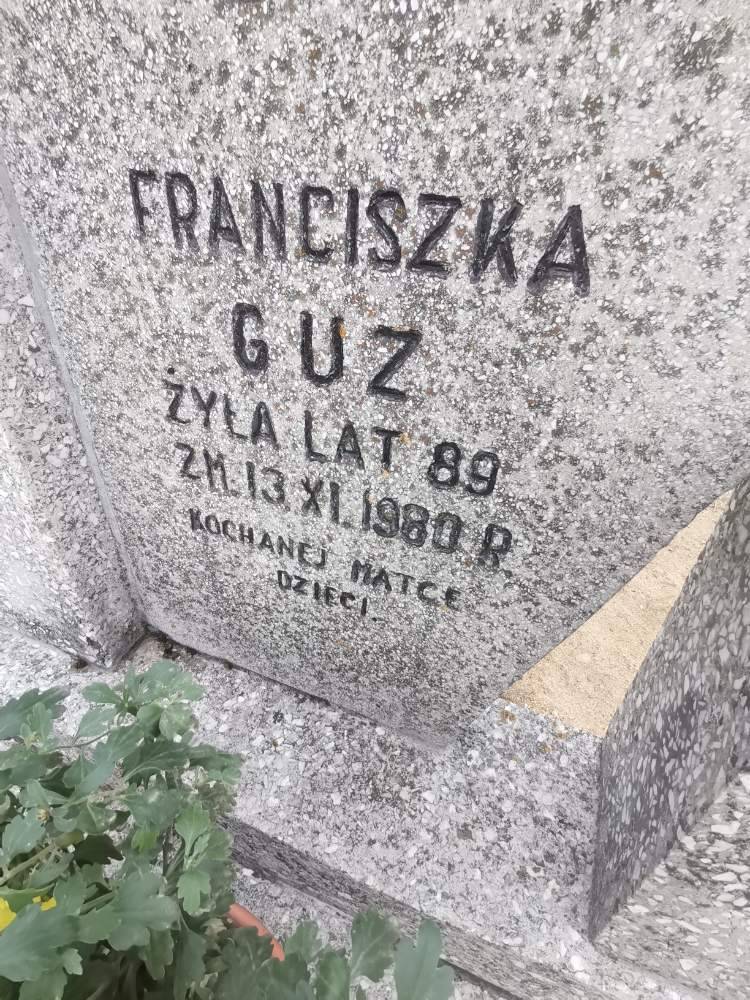 FRANCISZKA
GUZ
ŻYŁA LAT 89
ZM. 13. XI. 1980 R
KOCHANEJ MATCE
DZIECI.